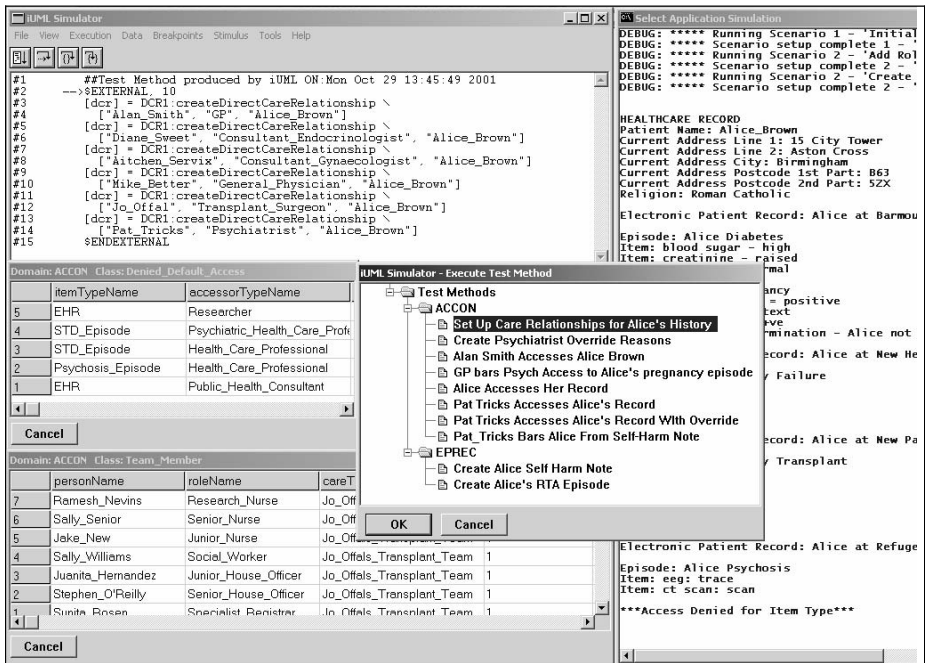 iUML Simulator
File View Execution Data Breakpoints Stimulus Tools Help
#1 ##Test Method produced by iUML ON:Mon Oct 29 13:45:49 2001
#2 -->$EXTERNAL, 10
#3 [dcr] = DCR1:createDirectCareRelationship \
#4 ["Alan_Smith", "GP", "Alice_Brown"]
#5 [dcr] = DCR1:createDirectCareRelationship \
#6 ["Diane_Sweet", "Consultant_Endocrinologist", "Alice_Brown"]
#7 [dcr] = DCR1:createDirectCareRelationship \
#8 ["Aitchen_Servix", "Consultant_Gynaecologist", "Alice_Brown"]
#9 [dcr] = DCR1:createDirectCareRelationship \
#10 ["Mike_Better", "General_Physician", "Alice_Brown"]
#11 [dcr] = DCR1:createDirectCareRelationship \
#12 ["Jo_Offal", "Transplant_Surgeon", "Alice_Brown"]
#13 [dcr] = DCR1:createDirectCareRelationship \
#14 ["Pat_Tricks", "Psychiatrist", "Alice_Brown"]
#15 $ENDEXTERNAL
Domain: ACCON Class: Denied_Default_Access
itemTypeName accessorTypeName
5 EHR Researcher
4 STD_Episode Psychiatric_Health_Care_Profe
3 STD_Episode Health_Care_Professional
2 Psychosis_Episode Health_Care_Professional
1 EHR Public_Health_Consultant
Cancel
Domain: ACCON Class: Team_Member
personName roleName careT
7 Ramesh_Nevins Research_Nurse Jo_Off
6 Sally_Senior Senior_Nurse Jo_Off
5 Jake_New Junior_Nurse Jo_Offals_Transplant_Team 1
4 Sally_Williams Social_Worker Jo_Offals_Transplant_Team 1
3 Juanita_Hernandez Junior_House_Officer Jo_Offals_Transplant_Team 1
2 Stephen_O'Reilly Senior_House_Officer Jo_Offals_Transplant_Team 1
1 Sunita_Rosen Specialist_Registrar Jo_Offals_Transplant_Team 1
Cancel
iUML Simulator - Execute Test Method
Test Methods
ACCON
Set Up Care Relationships for Alice's History
Create Psychiatrist Override Reasons
Alan Smith Accesses Alice Brown
GP bars Psych Access to Alice's pregnancy episode
Alice Accesses Her Record
Pat Tricks Accesses Alice's Record
Pat Tricks Accesses Alice's Record WIth Override
Pat_Tricks Bars Alice From Self-Harm Note
EPREC
Create Alice Self Harm Note
Create Alice's RTA Episode
OK Cancel
Select Application Simulation
DEBUG: ***** Running Scenario 1 - 'Initial
DEBUG: ***** Scenario setup complete 1 - '
DEBUG: ***** Running Scenario 2 - 'Add Rol
DEBUG: ***** Scenario setup complete 2 - '
DEBUG: ***** Running Scenario 2 - 'Create
DEBUG: ***** Scenario setup complete 2 - '
HEALTHCARE RECORD
Patient Name: Alice_Brown
Current Address Line 1: 15 City Tower
Current Address Line 2: Aston Cross
Current Address City: Birmingham
Current Address Postcode 1st Part: B63
Current Address Postcode 2nd Part: 5ZX
Religion: Roman Catholic
Electronic Patient Record: Alice at Barmou
Episode: Alice Diabetes
Item: blood sugar - high
Item: creatinine - raised
rmal
ancy
= positive
text
+ve
rmination - Alice not
ecord: Alice at New He
y Failure
ecord: Alice at New Pa
y Transplant
Electronic Patient Record: Alice at Refuge
Episode: Alice Psychosis
Item: eeg: trace
Item: ct scan: scan
***Access Denied for Item Type***